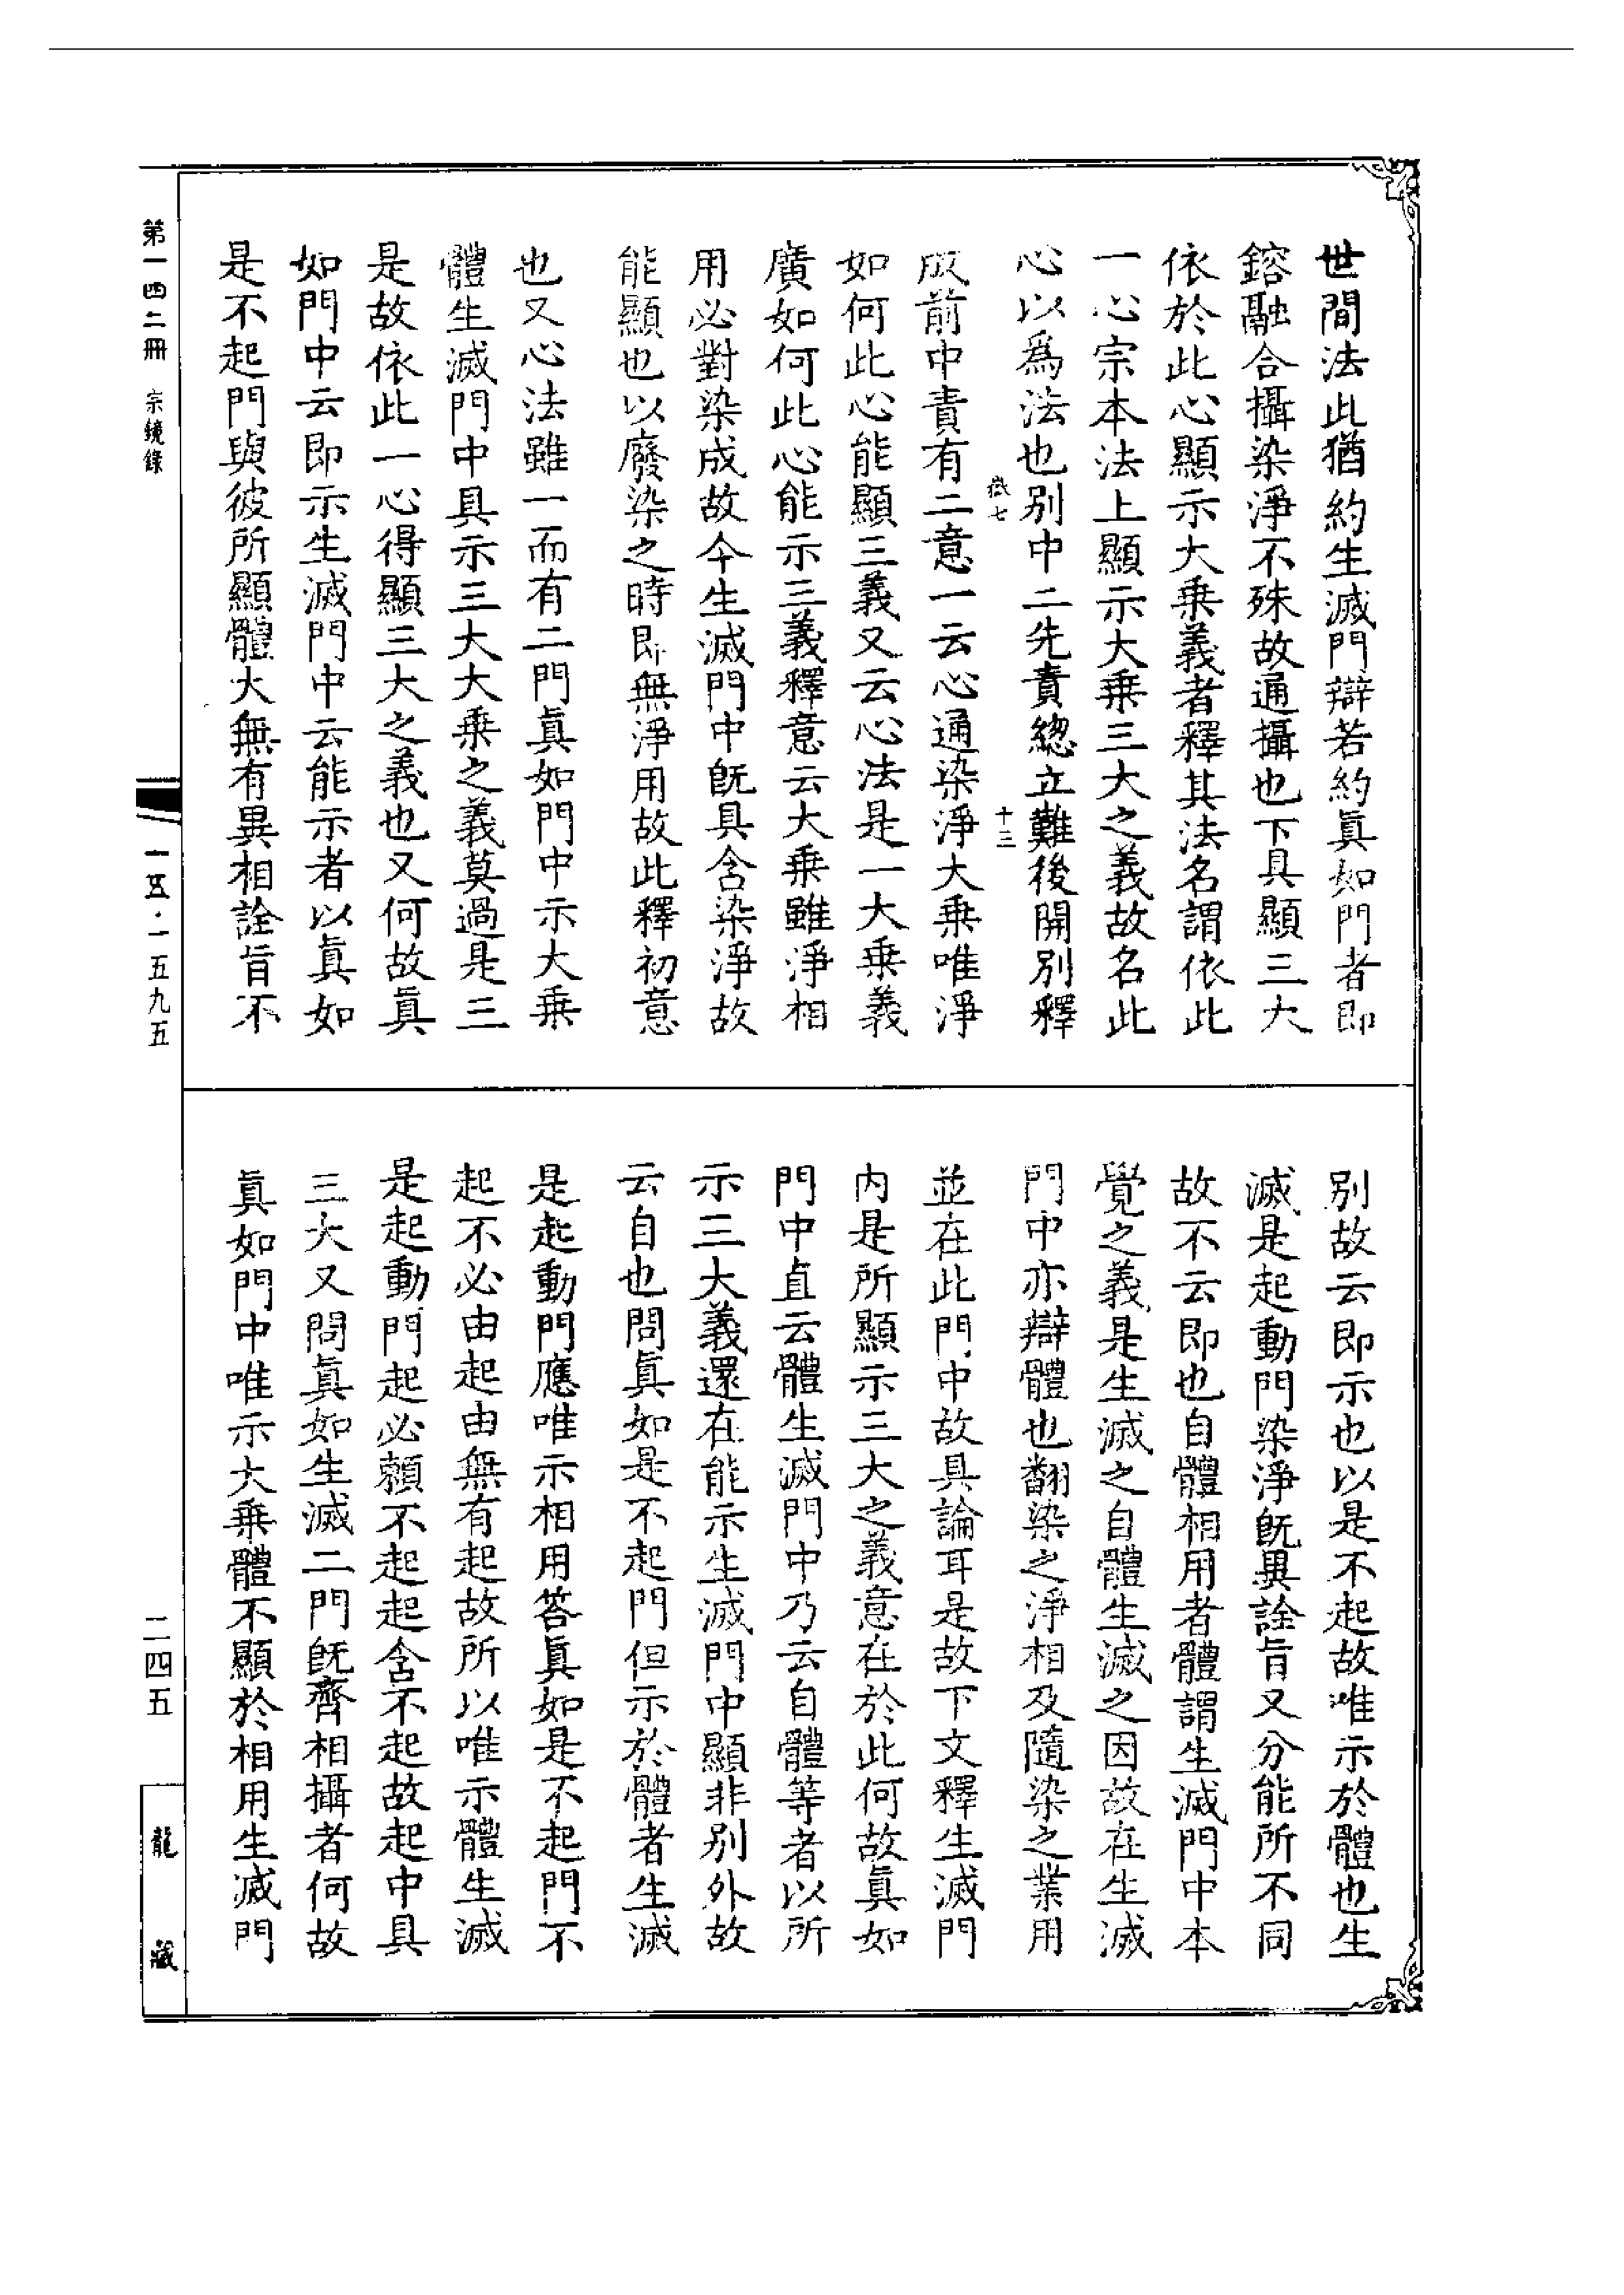 世間法此猶約生滅門辯若約眞如門者即
鎔融合攝染淨不殊故通攝也下具顯三大
依於此心顯示大乗義者釋其法名謂依此
一心宗本法上顯示大乗三大之義故名此
心以爲法也別中二先責總立難後開別釋
㢤七
十三
成前中責有二意一云心通染淨大乗唯淨
如何此心能顯三義又云心法是一大乗義
廣如何此心能示三義釋意云大乗雖淨相
用必對染成故今生滅門中旣具含染淨故
能顯也以廢染之時即無淨用故此釋初意
也又心法雖一而有二門眞如門中示大乗
體生滅門中具示三大大乗之義莫過是三
是故依此一心得顯三大之義也又何故眞
如門中云即示生滅門中云能示者以眞如
是不起門與彼所顯體大無有異相詮旨不
別故云即示也以是不起故唯示於體也生
滅是起動門染淨旣異詮旨又分能所不同
故不云即也自體相用者體謂生滅門中本
覺之義是生滅之自體生滅之因故在生滅
門中亦辯體也翻染之淨相及隨染之業用
並在此門中故具論耳是故下文釋生滅門
内是所顯示三大之義意在於此何故眞如
門中直云體生滅門中乃云自體等者以所
示三大義還在能示生滅門中顯非別外故
云自也問眞如是不起門但示於體者生滅
是起動門應唯示相用答眞如是不起門不
起不必由起由無有起故所以唯示體生滅
是起動門起必頼不起起含不起故起中具
三大又問眞如生滅二門旣齊相攝者何故
眞如門中唯示大乗體不顯於相用生滅門
第一四二冊 宗鏡錄
一五·一五九五
二四五
龍藏